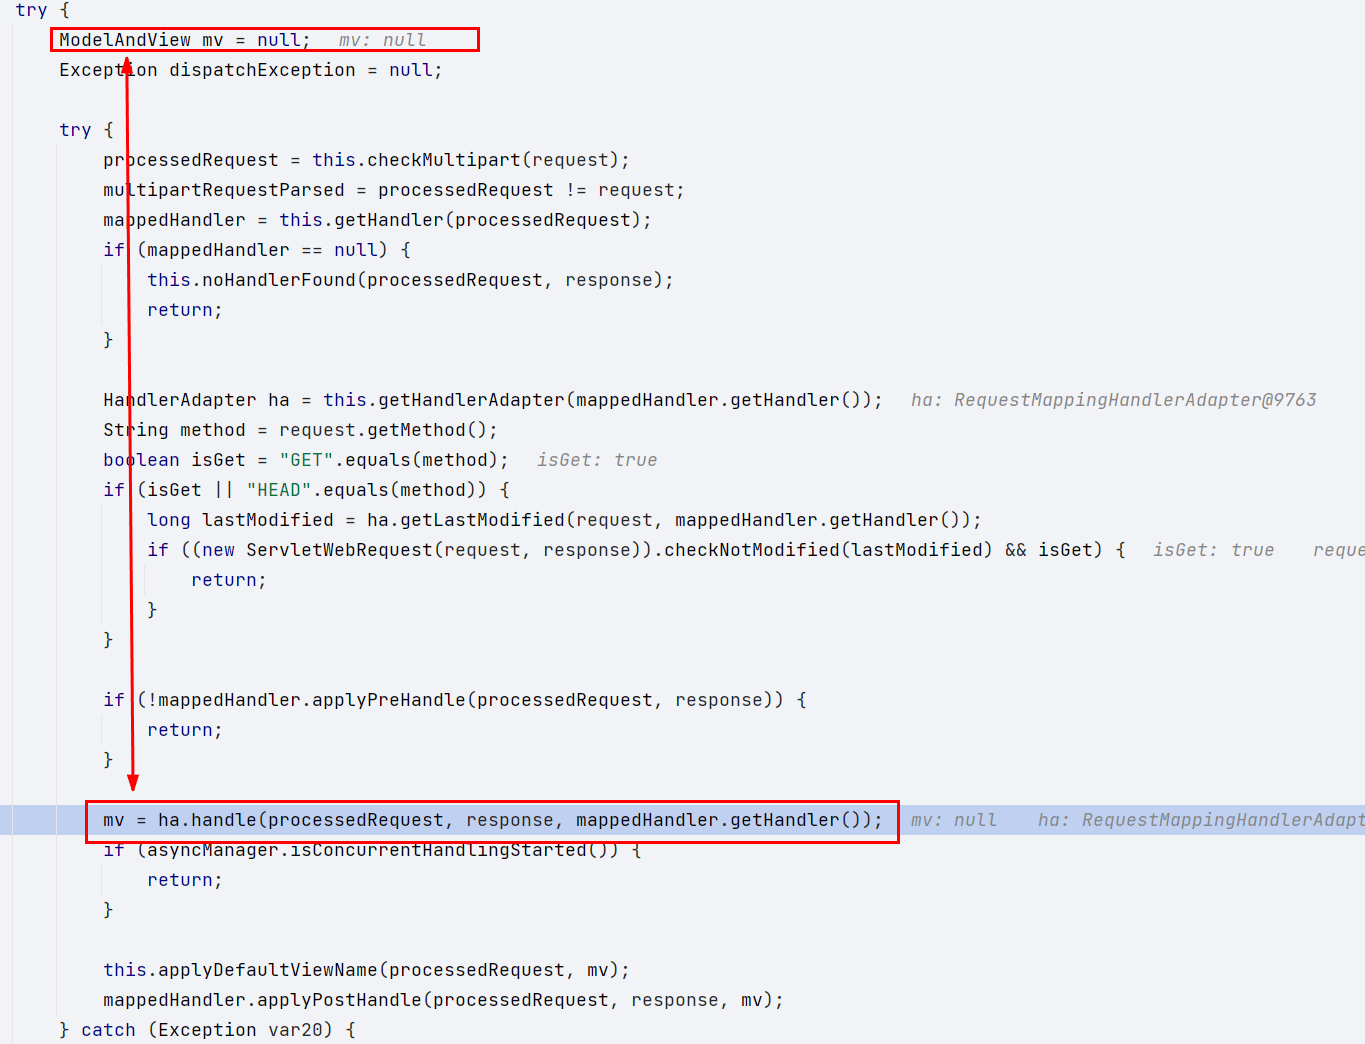 try {
    ModelAndView mv = null;   mv: null
    Exception dispatchException = null;

    try {
        processedRequest = this.checkMultipart(request);
        multipartRequestParsed = processedRequest != request;
        mappedHandler = this.getHandler(processedRequest);
        if (mappedHandler == null) {
            this.noHandlerFound(processedRequest, response);
            return;
        }

        HandlerAdapter ha = this.getHandlerAdapter(mappedHandler.getHandler());   ha: RequestMappingHandlerAdapter@9763
        String method = request.getMethod();
        boolean isGet = "GET".equals(method);   isGet: true
        if (isGet || "HEAD".equals(method)) {
            long lastModified = ha.getLastModified(request, mappedHandler.getHandler());
            if ((new ServletWebRequest(request, response)).checkNotModified(lastModified) && isGet) {   isGet: true    reque
                return;
            }
        }

        if (!mappedHandler.applyPreHandle(processedRequest, response)) {
            return;
        }

        mv = ha.handle(processedRequest, response, mappedHandler.getHandler());   mv: null    ha: RequestMappingHandlerAdapt
        if (asyncManager.isConcurrentHandlingStarted()) {
            return;
        }

        this.applyDefaultViewName(processedRequest, mv);
        mappedHandler.applyPostHandle(processedRequest, response, mv);
    } catch (Exception var20) {